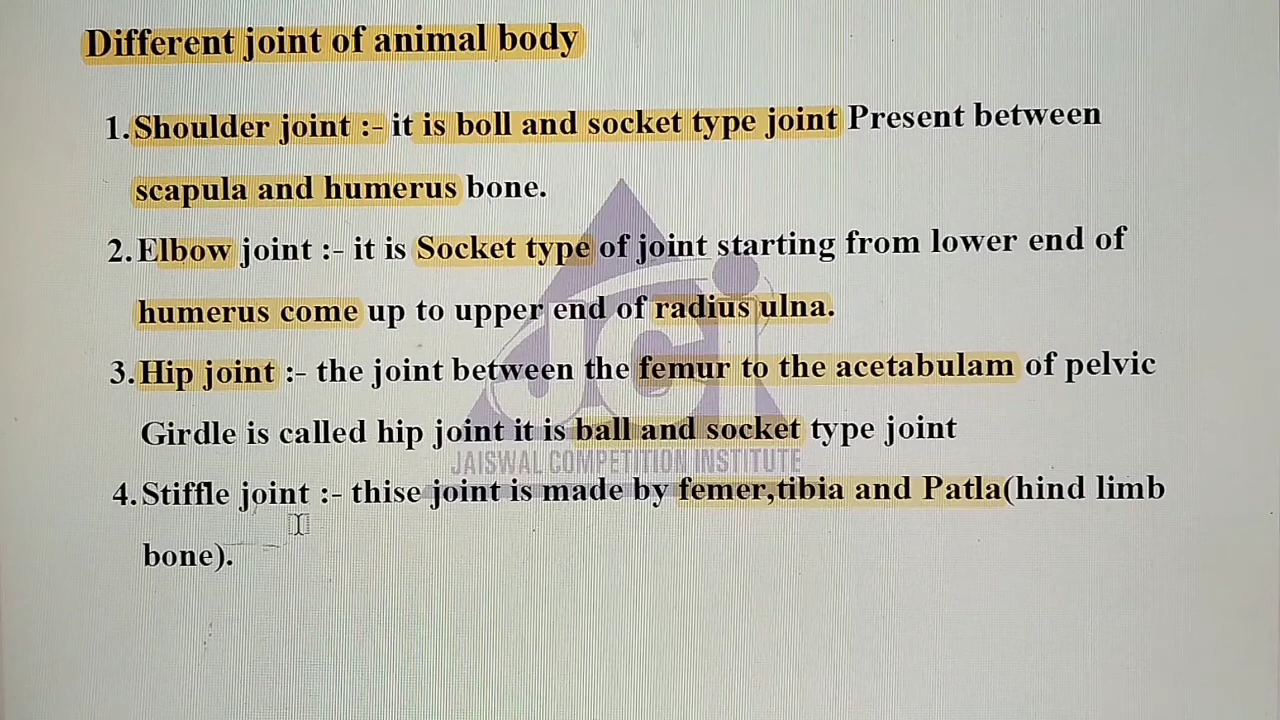 Different joint of animal body
1. Shoulder joint :- it is boll and socket type joint Present between
scapula and humerus bone.
2. Elbow joint :- it is Socket type of joint starting from lower end of
humerus come up to upper end of radius ulna.
3. Hip joint :- the joint between the femur to the acetabulam of pelvic
Girdle is called hip joint it is ball and socket type joint
JCi
JAISWAL COMPETITION INSTITUTE
4. Stiffle joint :- thise joint is made by femer,tibia and Patla(hind limb
bone).